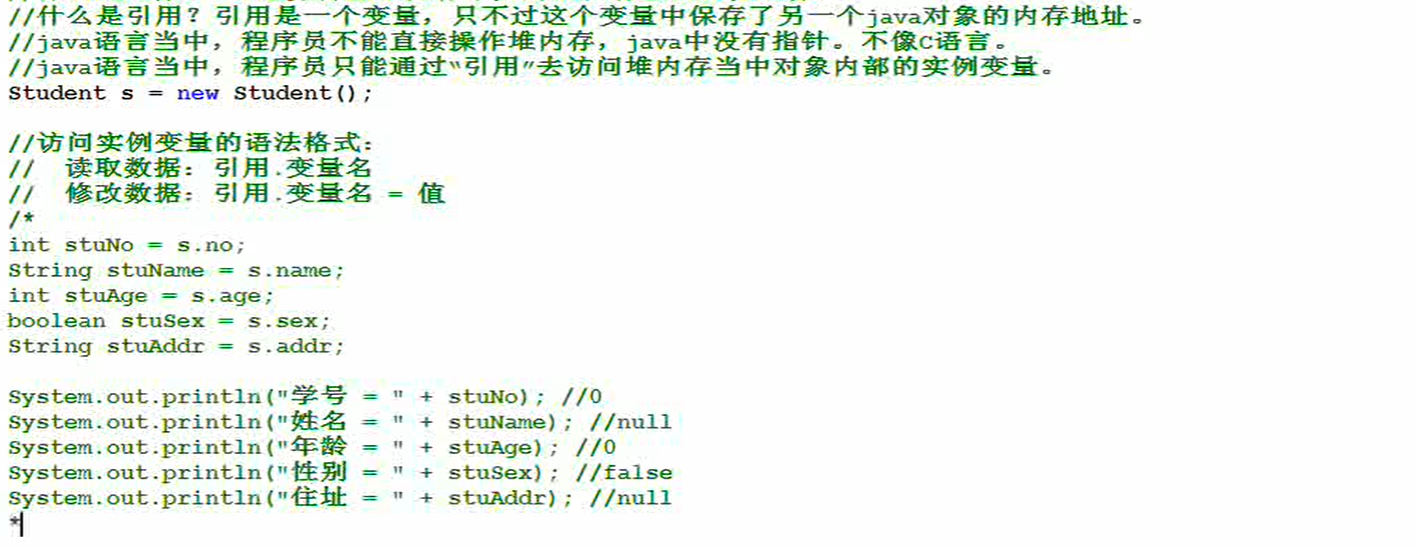 //什么是引用？引用是一个变量，只不过这个变量中保存了另一个java对象的内存地址。
//java语言当中，程序员不能直接操作堆内存，java中没有指针。不像C语言。
//java语言当中，程序员只能通过“引用”去访问堆内存当中对象内部的实例变量。
Student s = new Student();
//访问实例变量的语法格式：
// 读取数据：引用.变量名
// 修改数据：引用.变量名 = 值
/*
int stuNo = s.no;
String stuName = s.name;
int stuAge = s.age;
boolean stuSex = s.sex;
String stuAddr = s.addr;
System.out.println("学号 = " + stuNo); //0
System.out.println("姓名 = " + stuName); //null
System.out.println("年龄 = " + stuAge); //0
System.out.println("性别 = " + stuSex); //false
System.out.println("住址 = " + stuAddr); //null
*